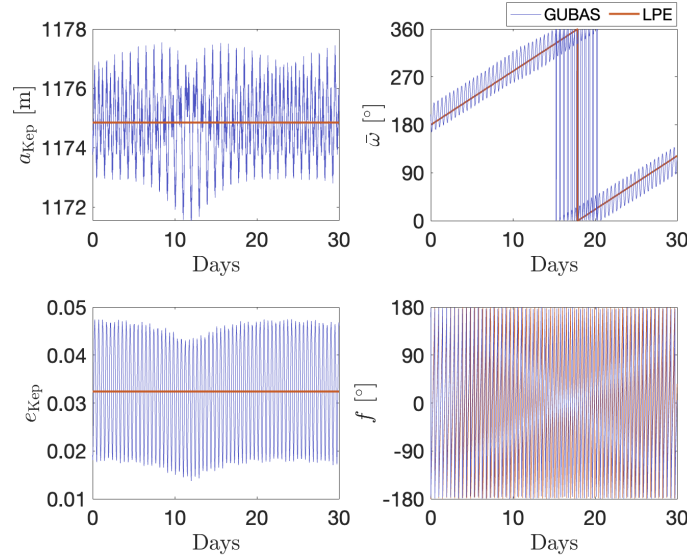 GUBAS LPE
1178
1176
1174
1172
a_Kep [m]
0 10 20 30
Days
360
270
180
90
0
ω̄ [°]
0 10 20 30
Days
0.05
0.04
0.03
0.02
0.01
e_Kep
0 10 20 30
Days
180
90
0
-90
-180
f [°]
0 10 20 30
Days